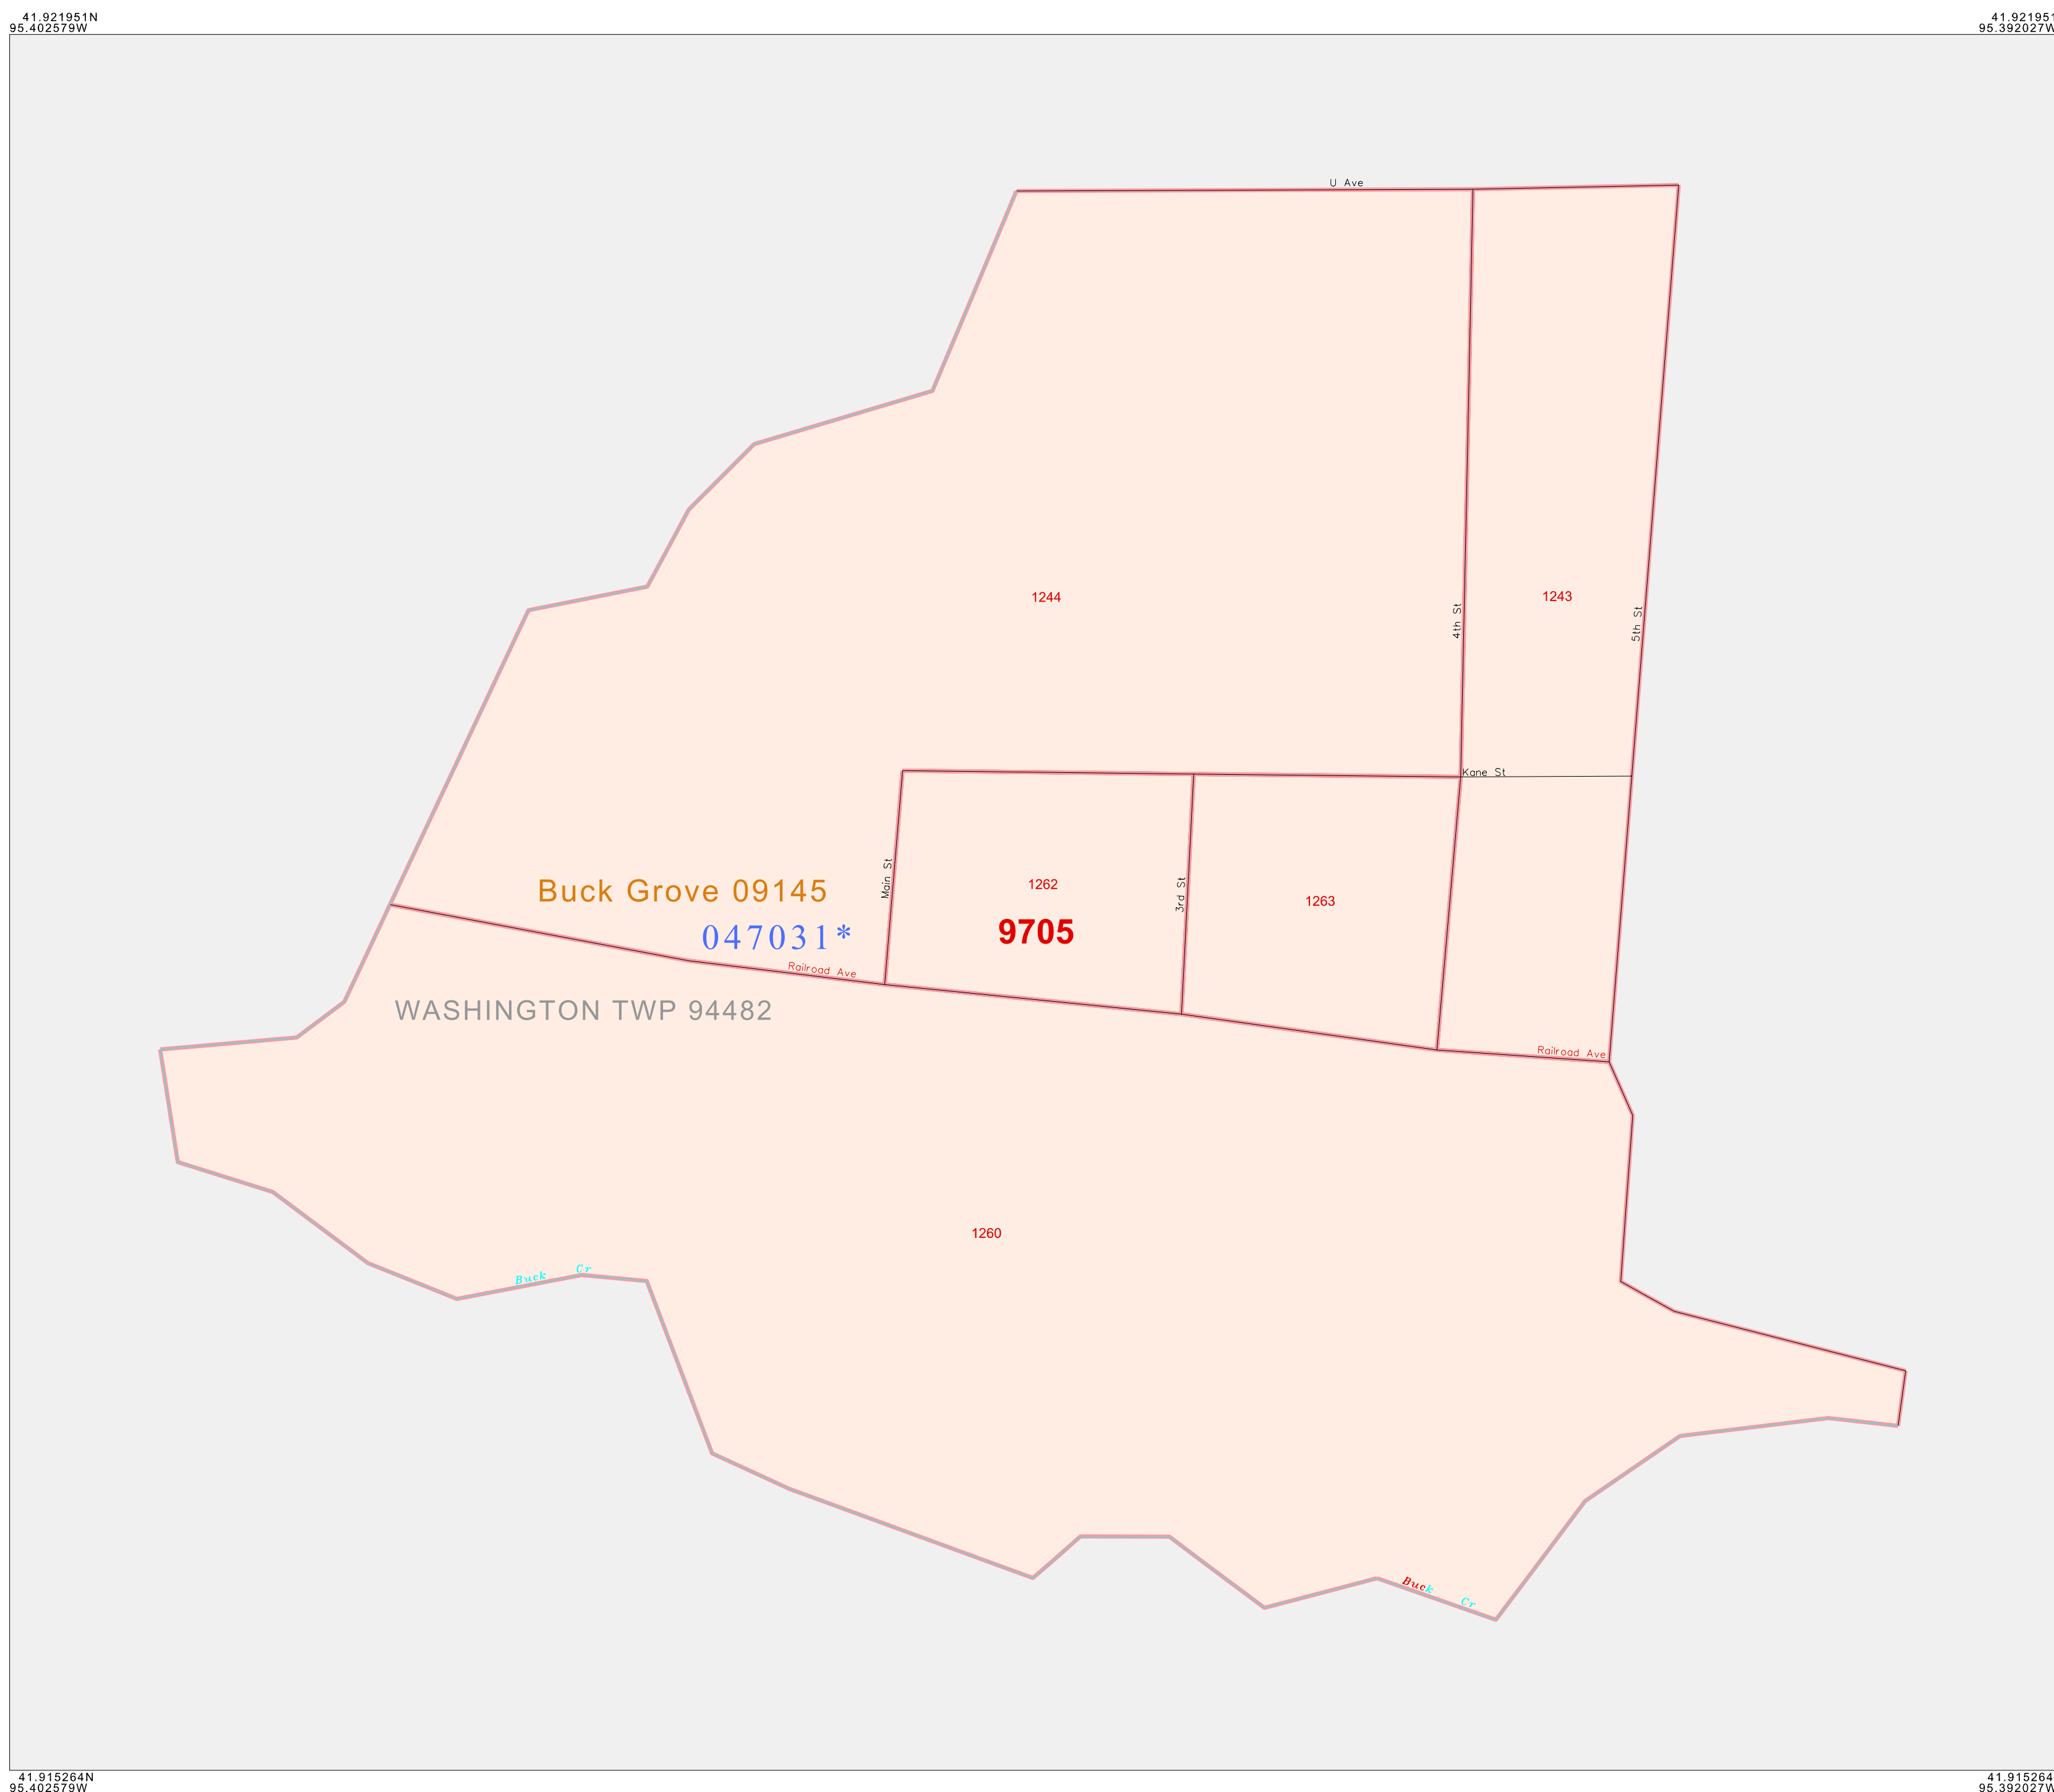 41.921951N
95.402579W
41.921951
95.392027W
U Ave
1244
1243
4th St
5th St
Kane St
Main St
1262
3rd St
1263
Buck Grove 09145
047031*
9705
Railroad Ave
WASHINGTON TWP 94482
Railroad Ave
1260
Buck Cr
Buck Cr
41.915264N
95.402579W
41.915264
95.392027W